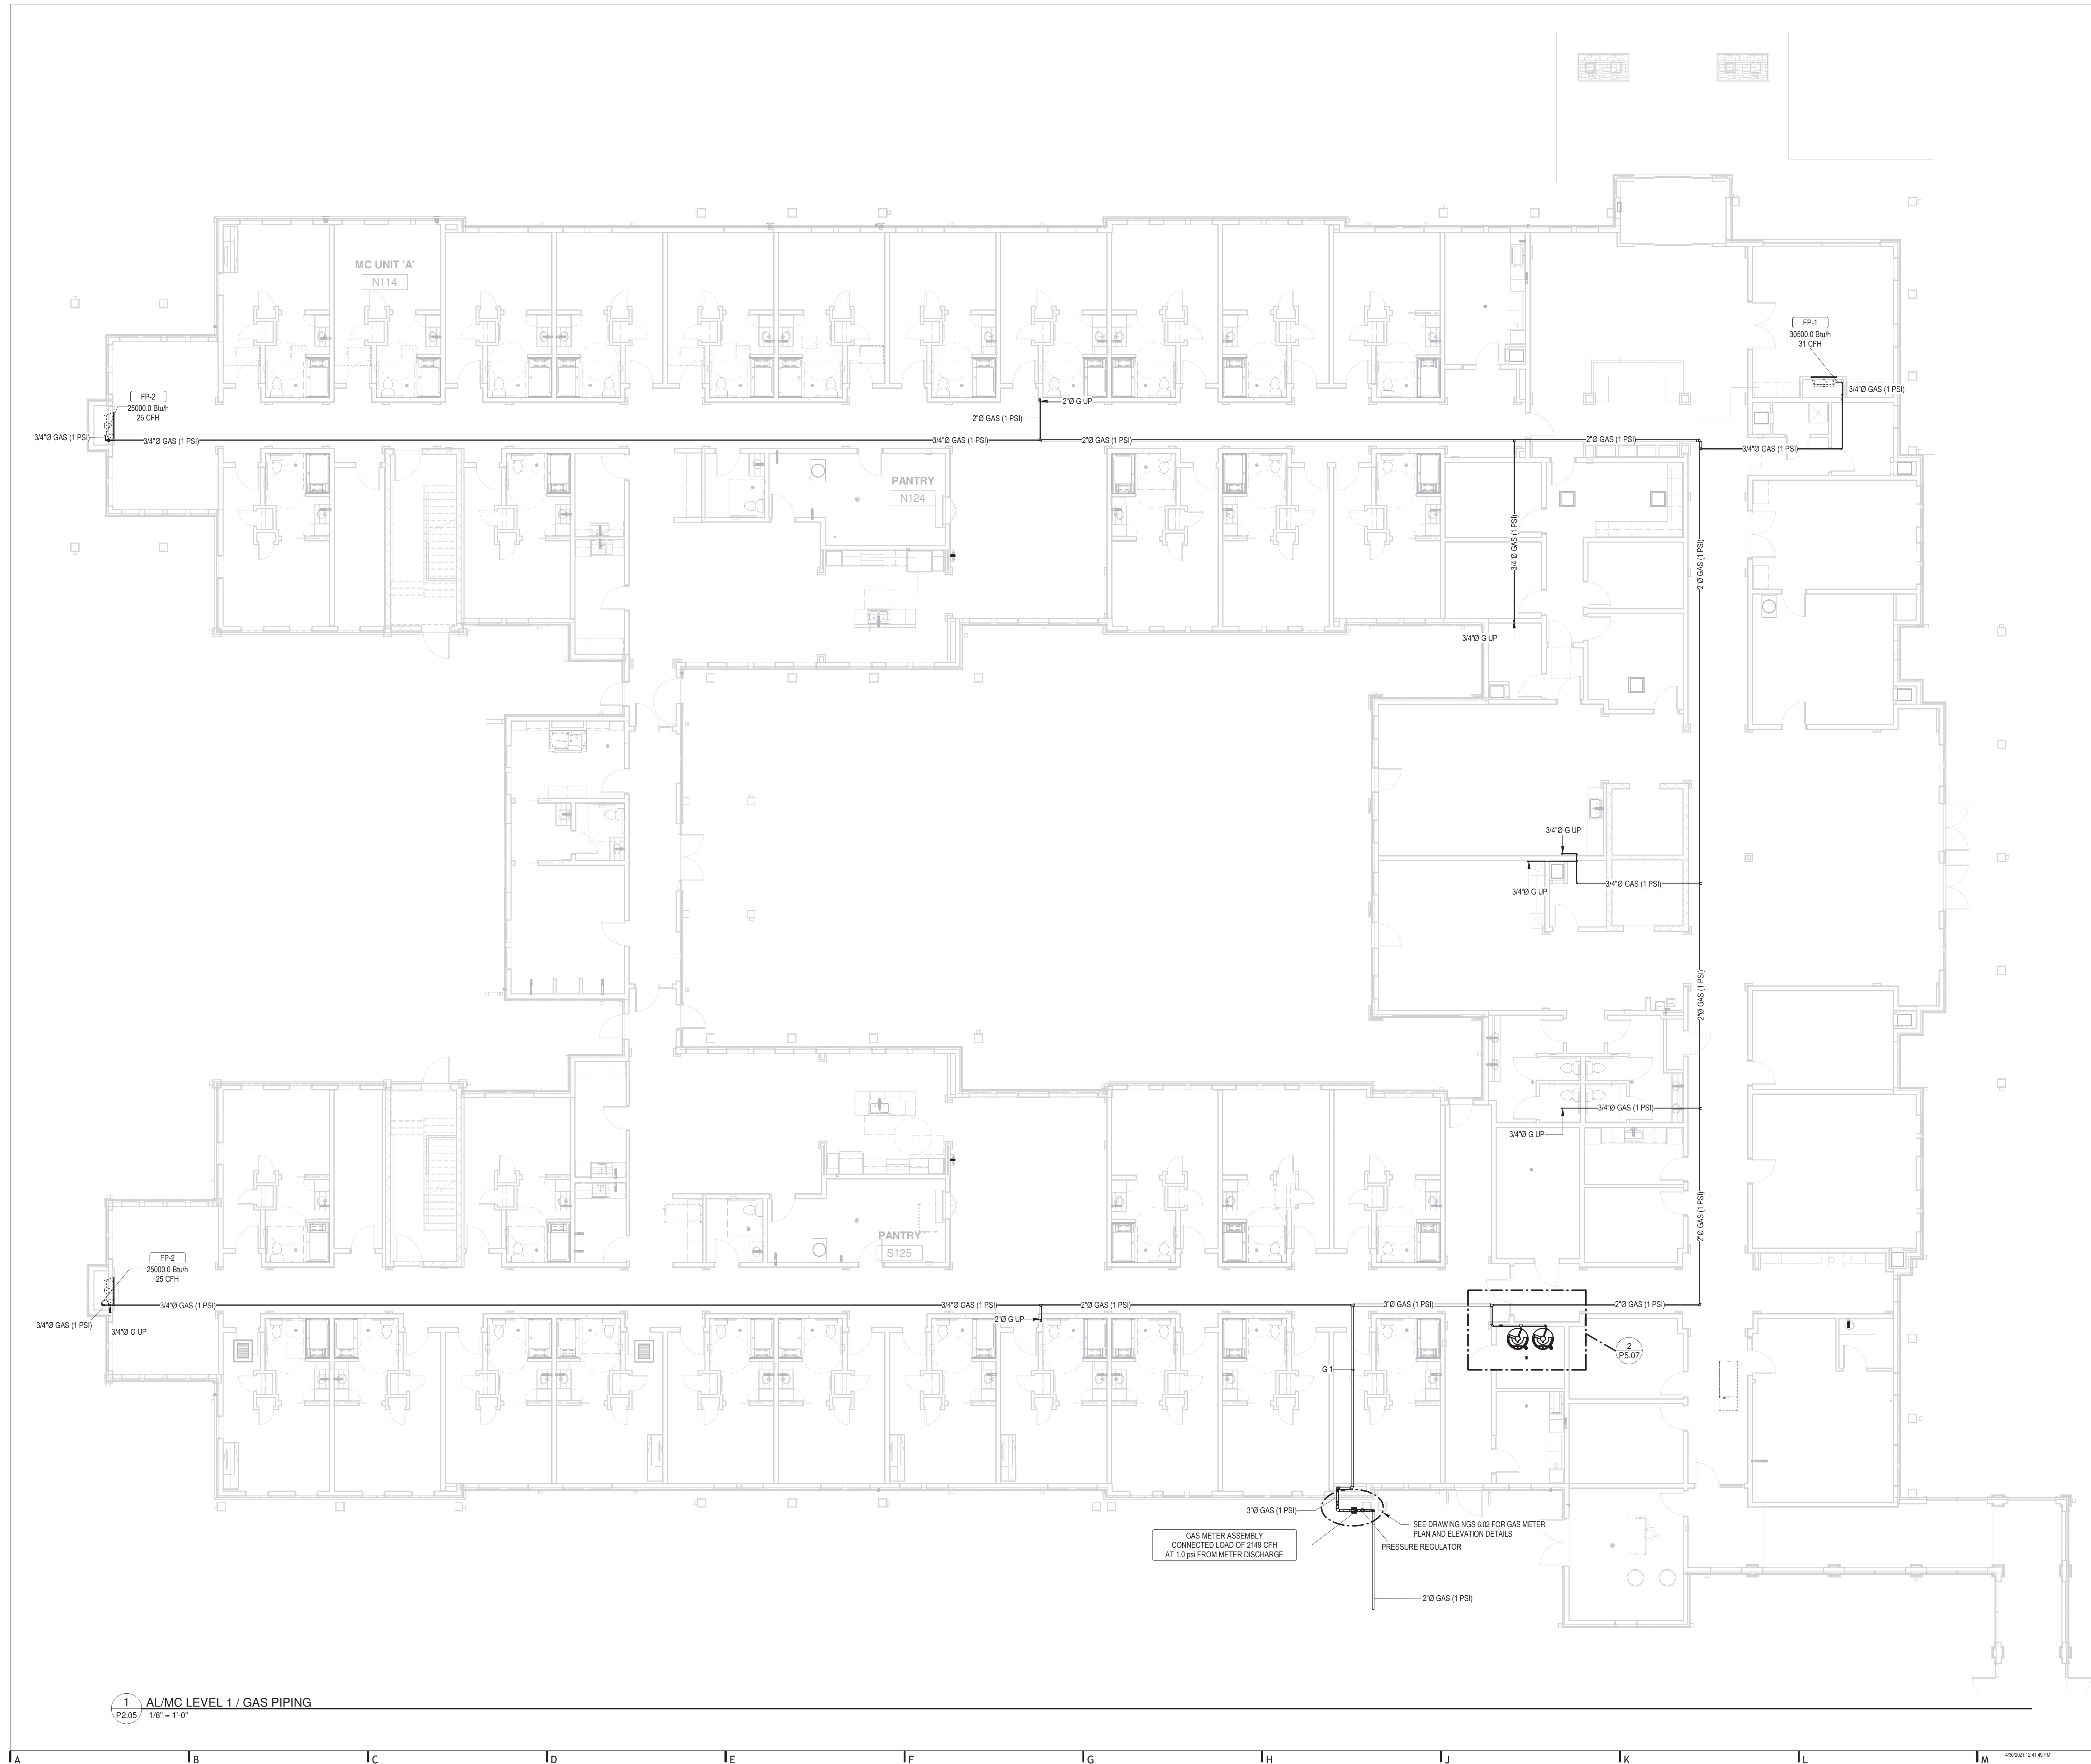 MC UNIT 'A'
N114
FP-1
30500.0 Btu/h
31 CFH
3/4"Ø GAS (1 PSI)
FP-2
25000.0 Btu/h
25 CFH
2"Ø G UP
2"Ø GAS (1 PSI)
3/4"Ø GAS (1 PSI)
3/4"Ø GAS (1 PSI)
3/4"Ø GAS (1 PSI)
2"Ø GAS (1 PSI)
2"Ø GAS (1 PSI)
3/4"Ø GAS (1 PSI)
PANTRY
N124
3/4"Ø GAS (1 PSI)
2"Ø GAS (1 PSI)
3/4"Ø G UP
3/4"Ø G UP
3/4"Ø GAS (1 PSI)
3/4"Ø G UP
2"Ø GAS (1 PSI)
3/4"Ø GAS (1 PSI)
3/4"Ø G UP
2"Ø GAS (1 PSI)
PANTRY
S125
FP-2
25000.0 Btu/h
25 CFH
3/4"Ø GAS (1 PSI)
3/4"Ø GAS (1 PSI)
2"Ø GAS (1 PSI)
3"Ø GAS (1 PSI)
2"Ø GAS (1 PSI)
3/4"Ø GAS (1 PSI)
3/4"Ø G UP
2"Ø G UP
2
P5.07
G 1
3"Ø GAS (1 PSI)
SEE DRAWING NGS 6.02 FOR GAS METER
PLAN AND ELEVATION DETAILS
GAS METER ASSEMBLY
CONNECTED LOAD OF 2149 CFH
AT 1.0 psi FROM METER DISCHARGE
PRESSURE REGULATOR
2"Ø GAS (1 PSI)
1
P2.05
AL/MC LEVEL 1 / GAS PIPING
1/8" = 1'-0"
A B C D E F G H J K L M
4/30/2021 12:41:49 PM